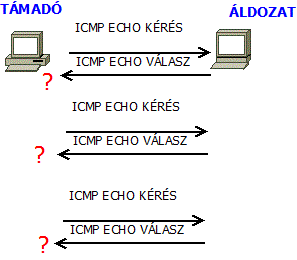 TÁMADÓ
ÁLDOZAT
ICMP ECHO KÉRÉS
ICMP ECHO VÁLASZ
?
ICMP ECHO KÉRÉS
ICMP ECHO VÁLASZ
?
ICMP ECHO KÉRÉS
ICMP ECHO VÁLASZ
?